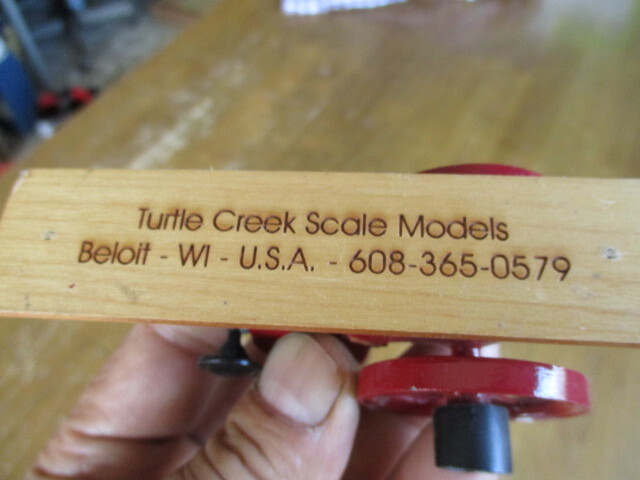 Turtle Creek Scale Models
Beloit - WI - U.S.A. - 608-365-0579